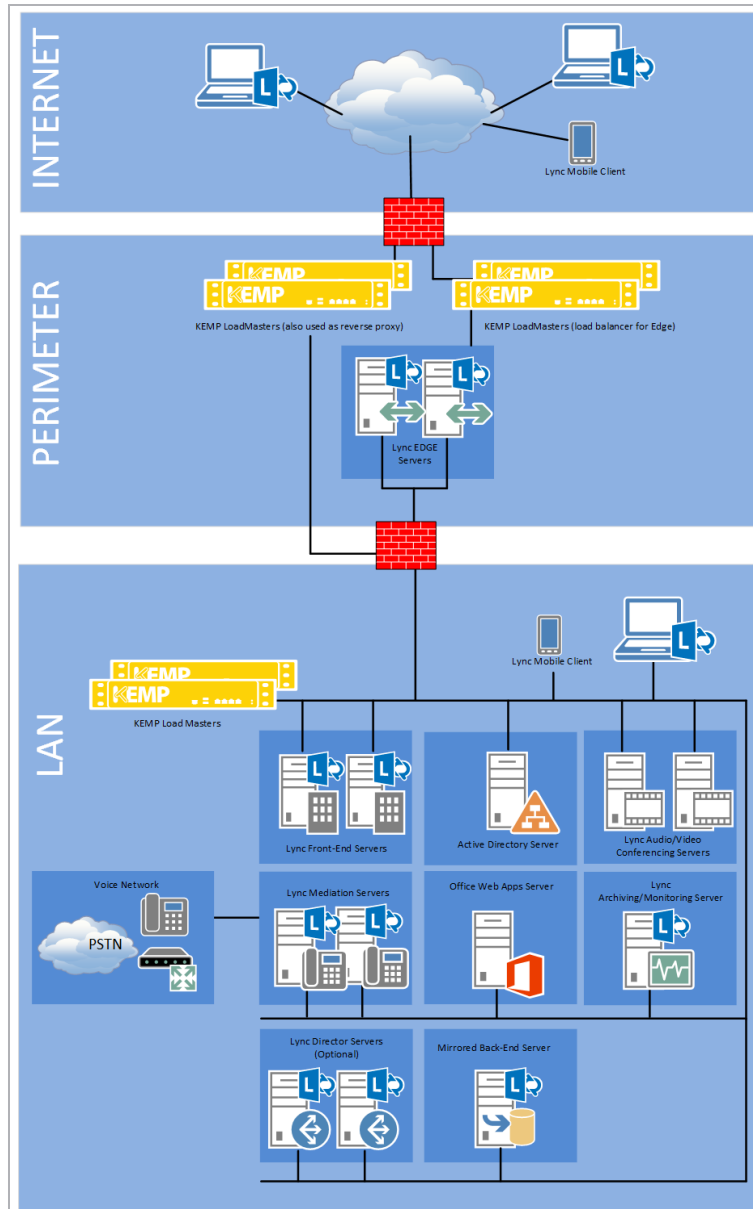 INTERNET
Lync Mobile Client
PERIMETER
KEMP
KEMP
KEMP
KEMP
KEMP LoadMasters (also used as reverse proxy)
KEMP LoadMasters (load balancer for Edge)
Lync EDGE
Servers
LAN
Lync Mobile Client
KEMP
KEMP
KEMP Load Masters
Lync Front-End Servers
Active Directory Server
Lync Audio/Video
Conferencing Servers
Voice Network
PSTN
Lync Mediation Servers
Office Web Apps Server
Lync
Archiving/Monitoring Server
Lync Director Servers
(Optional)
Mirrored Back-End Server